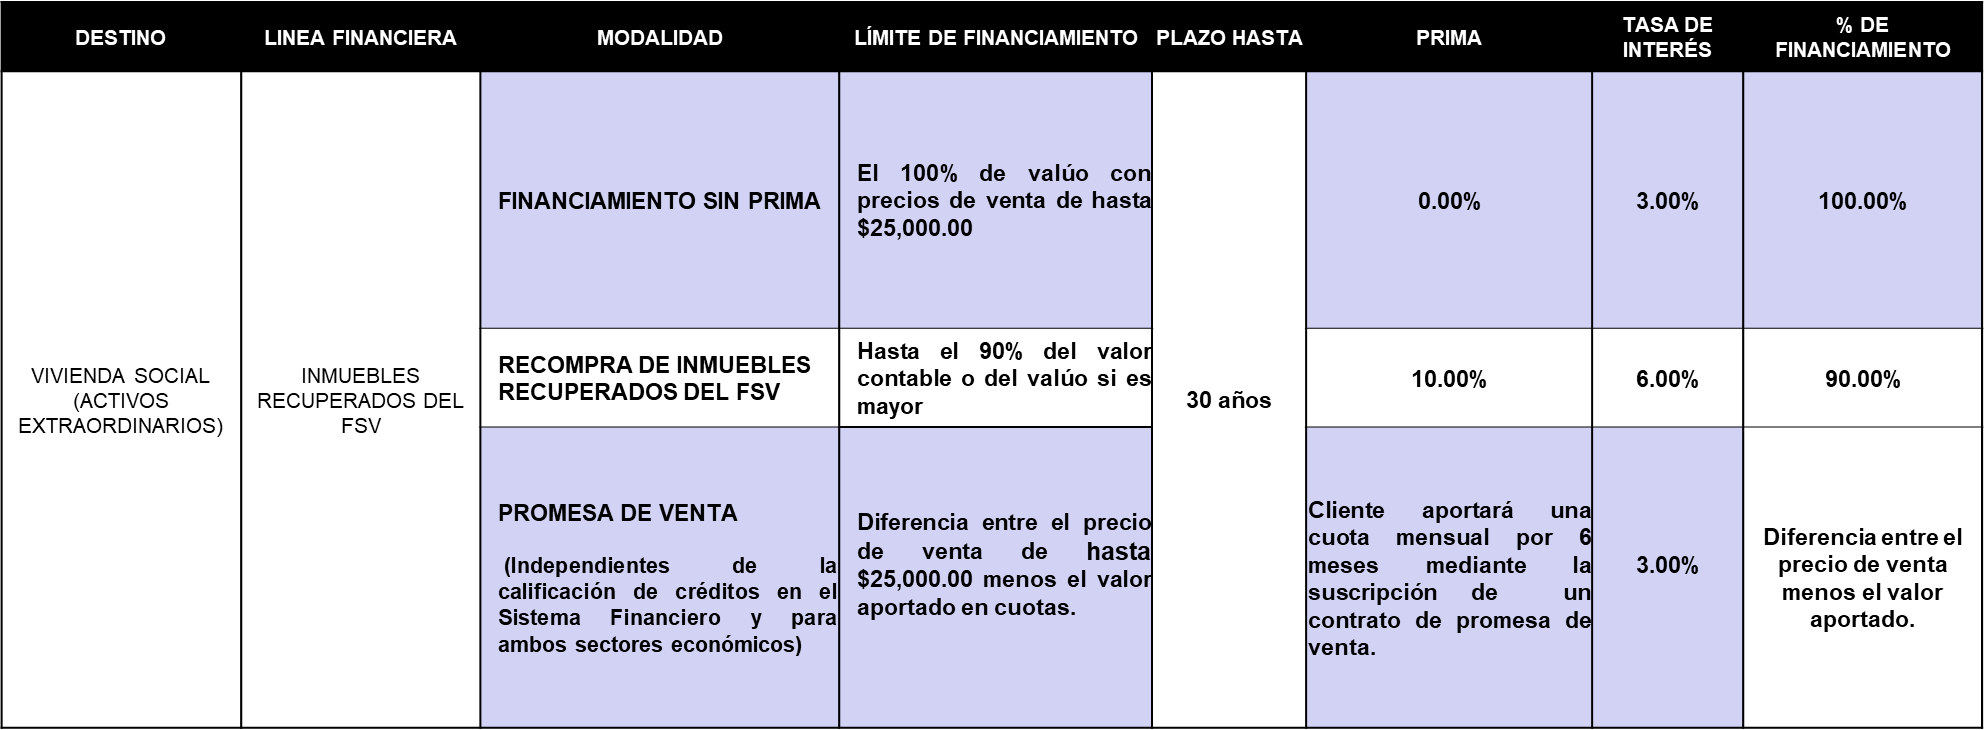 DESTINO
LINEA FINANCIERA
MODALIDAD
LÍMITE DE FINANCIAMIENTO
PLAZO HASTA
PRIMA
TASA DE
INTERÉS
% DE
FINANCIAMIENTO
VIVIENDA SOCIAL
(ACTIVOS
EXTRAORDINARIOS)
INMUEBLES
RECUPERADOS DEL
FSV
FINANCIAMIENTO SIN PRIMA
El 100% de valúo con
precios de venta de hasta
$25,000.00
30 años
0.00%
3.00%
100.00%
RECOMPRA DE INMUEBLES
RECUPERADOS DEL FSV
Hasta el 90% del valor
contable o del valúo si es
mayor
10.00%
6.00%
90.00%
PROMESA DE VENTA
(Independientes de la
calificación de créditos en el
Sistema Financiero y para
ambos sectores económicos)
Diferencia entre el precio
de venta de hasta
$25,000.00 menos el valor
aportado en cuotas.
Cliente aportará una
cuota mensual por 6
meses mediante la
suscripción de un
contrato de promesa de
venta.
3.00%
Diferencia entre el
precio de venta
menos el valor
aportado.